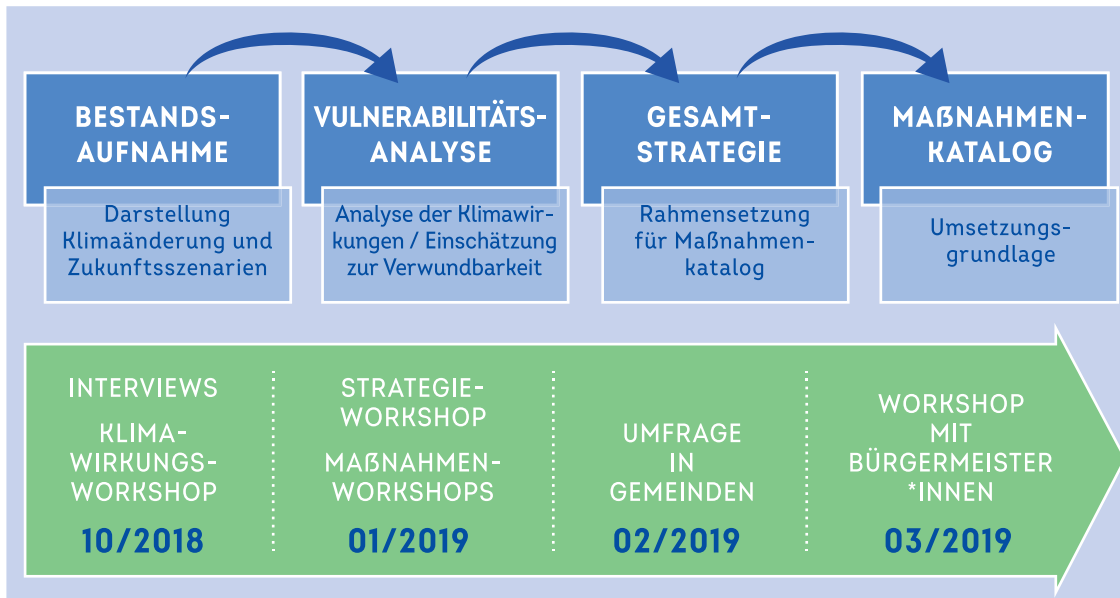 BESTANDS-
AUFNAHME
Darstellung
Klimaänderung und
Zukunftsszenarien
VULNERABILITÄTS-
ANALYSE
Analyse der Klimawir-
kungen / Einschätzung
zur Verwundbarkeit
GESAMT-
STRATEGIE
Rahmensetzung
für Maßnahmen-
katalog
MAßNAHMEN-
KATALOG
Umsetzungs-
grundlage
INTERVIEWS
KLIMA-
WIRKUNGS-
WORKSHOP
10/2018
STRATEGIE-
WORKSHOP
MAßNAHMEN-
WORKSHOPS
01/2019
UMFRAGE
IN
GEMEINDEN
02/2019
WORKSHOP
MIT
BÜRGERMEISTER
*INNEN
03/2019